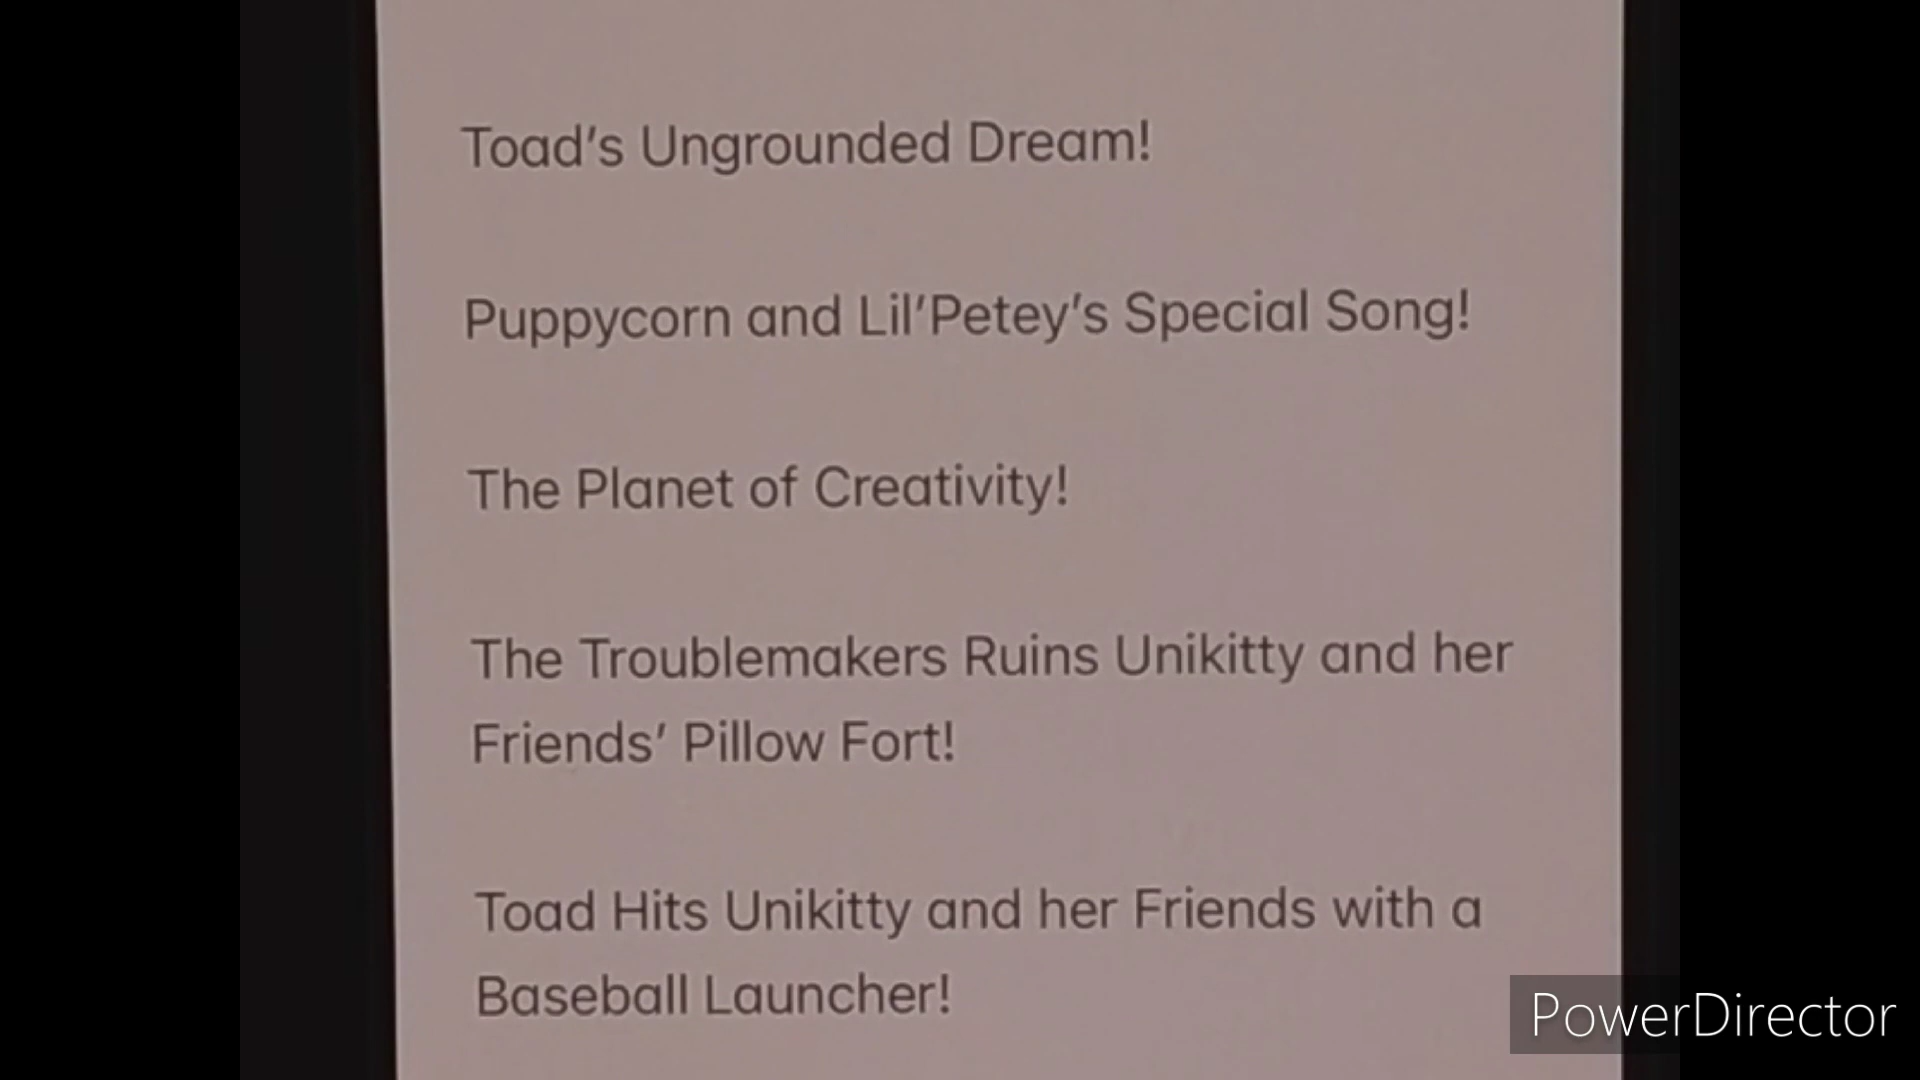 Toad's Ungrounded Dream!
Puppycorn and Lil'Petey's Special Song!
The Planet of Creativity!
The Troublemakers Ruins Unikitty and her
Friends' Pillow Fort!
Toad Hits Unikitty and her Friends with a
Baseball Launcher!
PowerDirector